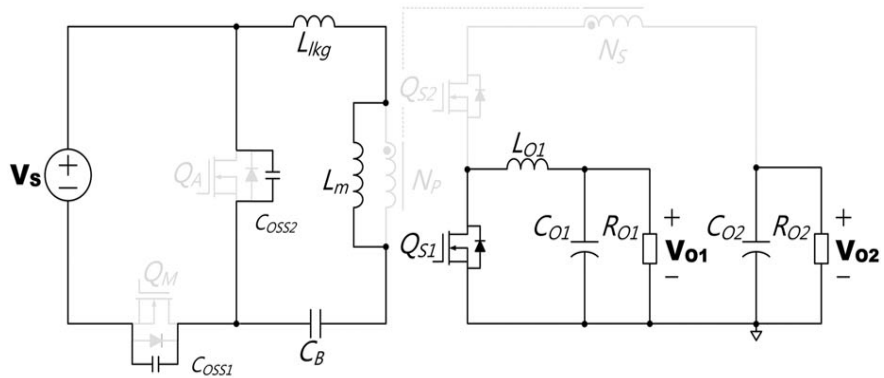 L_lkg
N_S
Q_S2
V_S
+
−
Q_A
C_OSS2
L_m
N_P
L_O1
Q_S1
C_O1
R_O1
+
V_O1
−
C_O2
R_O2
+
V_O2
−
Q_M
C_OSS1
C_B